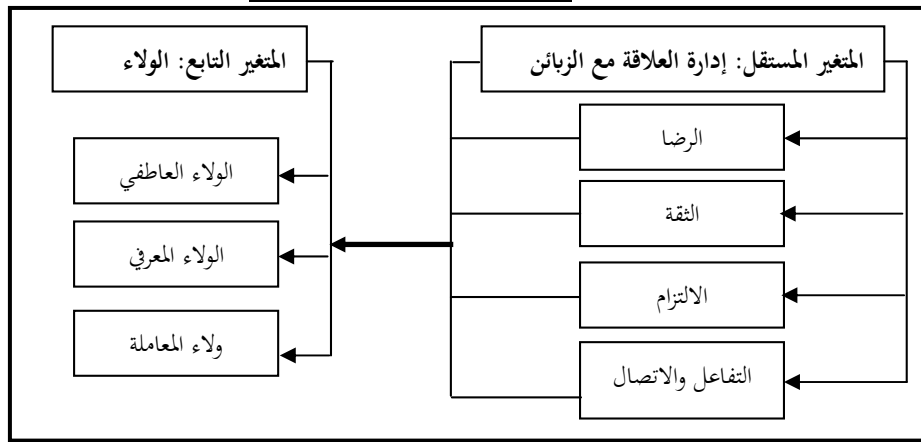 المتغير المستقل: إدارة العلاقة مع الزبائن
الرضا
الثقة
الالتزام
التفاعل والاتصال
المتغير التابع: الولاء
الولاء العاطفي
الولاء المعرفي
ولاء المعاملة